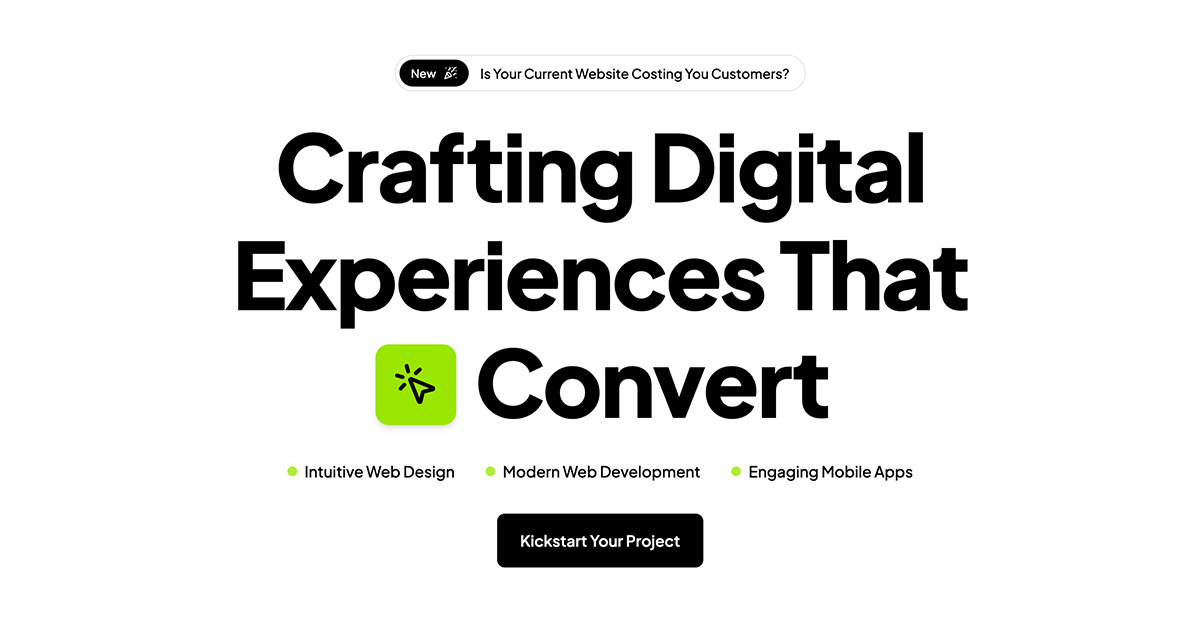 New Is Your Current Website Costing You Customers?
Crafting Digital
Experiences That
Convert
Intuitive Web Design Modern Web Development Engaging Mobile Apps
Kickstart Your Project